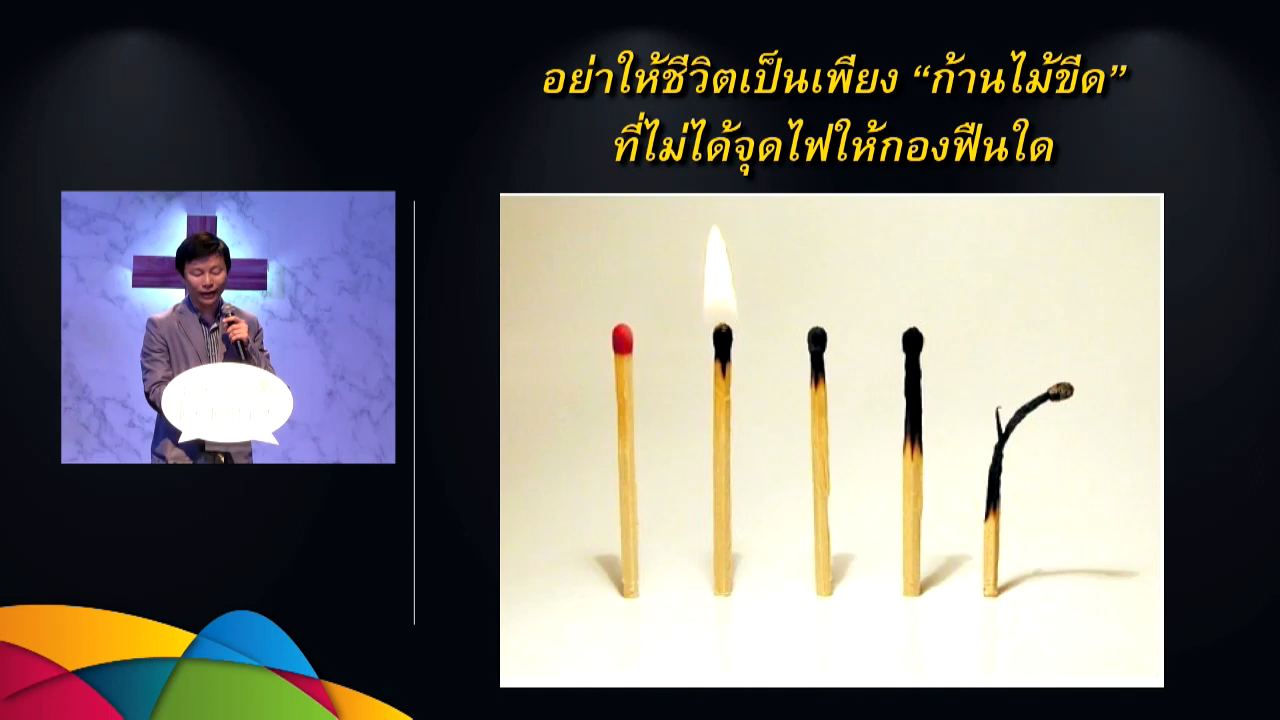 อย่าให้ชีวิตเป็นเพียง “ก้านไม้ขีด”
ที่ไม่ได้จุดไฟให้กองฟืนใด